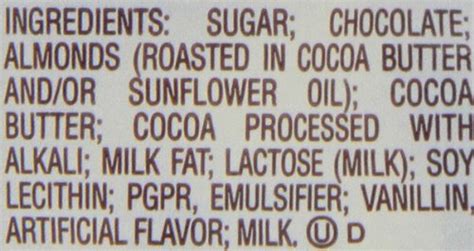 INGREDIENTS: SUGAR; CHOCOLATE,
ALMONDS (ROASTED IN COCOA BUTTER
AND/OR SUNFLOWER OIL); COCOA
BUTTER; COCOA PROCESSED WITH
ALKALI; MILK FAT; LACTOSE (MILK); SOY
LECITHIN; PGPR, EMULSIFIER; VANILLIN,
ARTIFICIAL FLAVOR; MILK. Ⓤ D